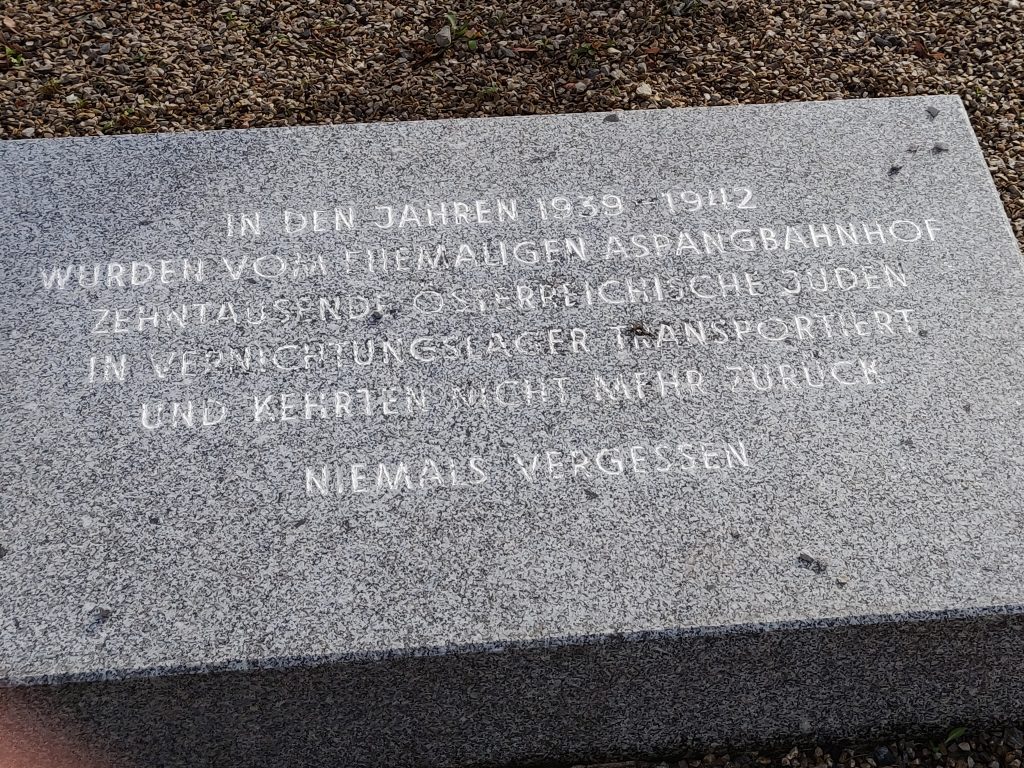 IN DEN JAHREN 1939 - 1942
WURDEN VOM EHEMALIGEN ASPANGBAHNHOF
ZEHNTAUSENDE ÖSTERREICHISCHE JUDEN
IN VERNICHTUNGSLAGER TRANSPORTIERT
UND KEHRTEN NICHT MEHR ZURÜCK
NIEMALS VERGESSEN